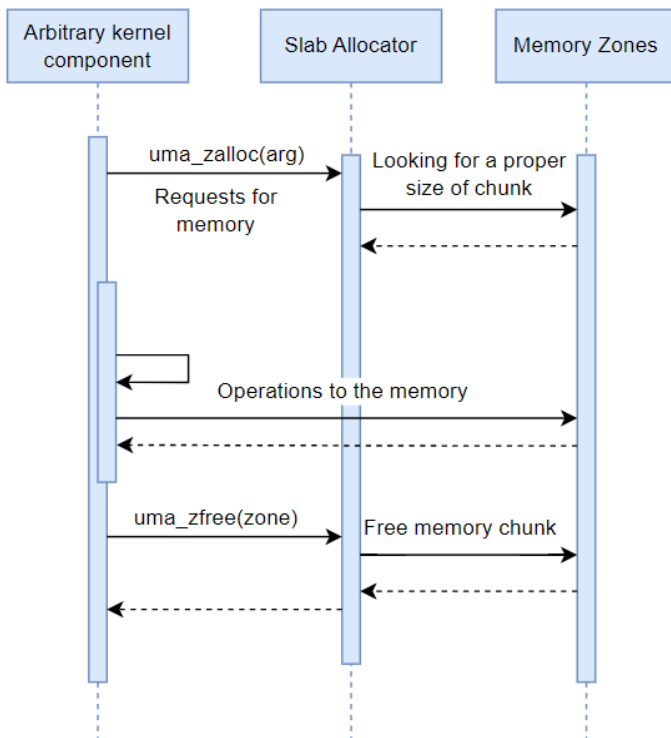 Arbitrary kernel
component
Slab Allocator
Memory Zones
uma_zalloc(arg)
Requests for
memory
Looking for a proper
size of chunk
Operations to the memory
uma_zfree(zone)
Free memory chunk